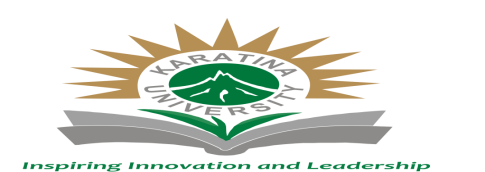 KARATINA
UNIVERSITY
Inspiring Innovation and Leadership